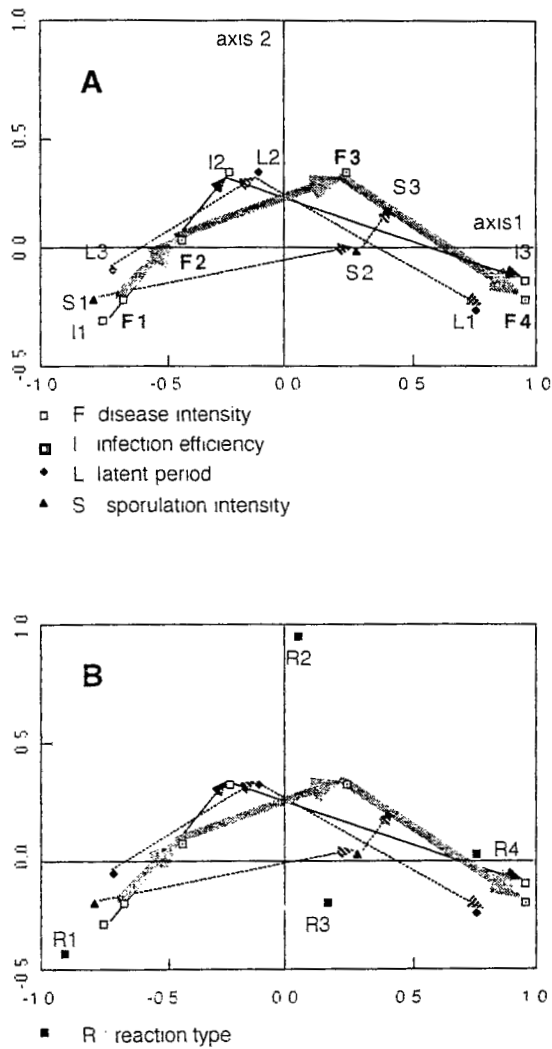 1 0
axis 2
A
0 5
I2
L2
F3
S3
axis1
0.0
L3
F2
S2
I3
S1
I1
F1
L1
F4
-0 5
-1 0
-0 5
0 0
0 5
1 0
F disease intensity
I infection efficiency
L latent period
S sporulation intensity
1 0
B
R2
0 5
0 0
R4
R3
R1
-0 5
-1 0
-0 5
0 0
0 5
1 0
R · reaction type